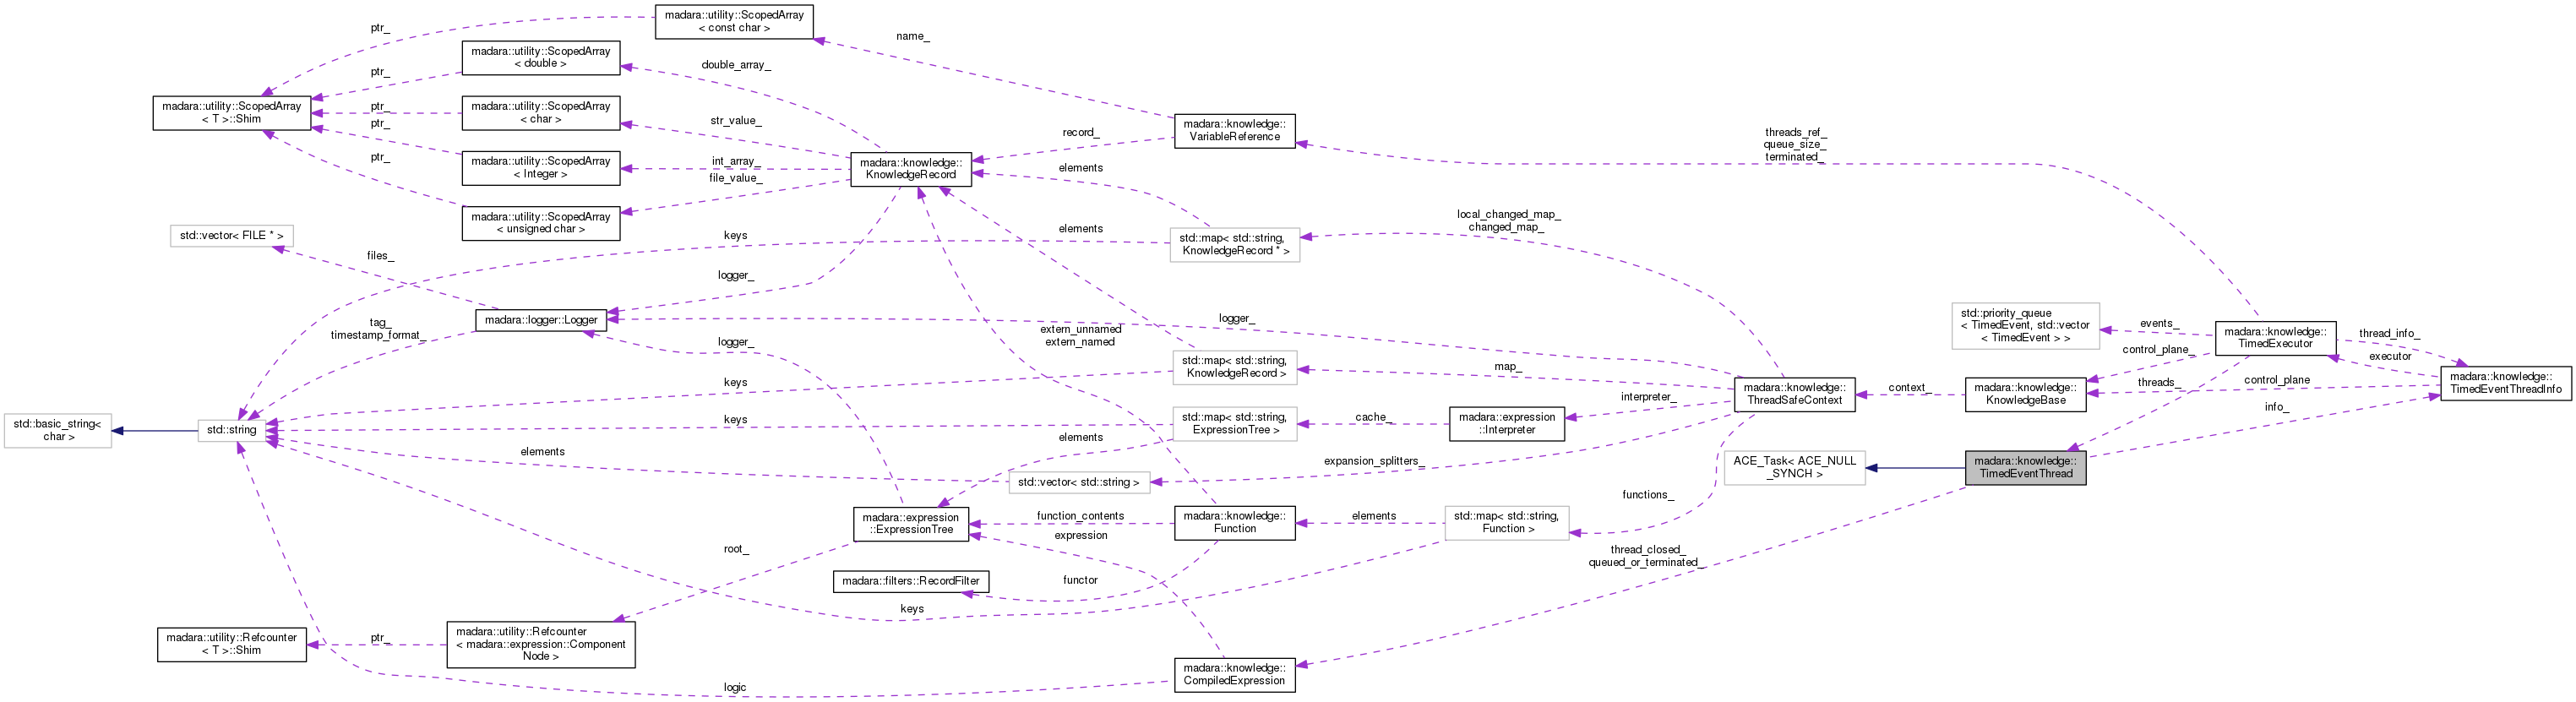 madara::utility::ScopedArray
< const char >
ptr_
name_
madara::utility::ScopedArray
< double >
double_array_
ptr_
madara::utility::ScopedArray
< T >::Shim
ptr_
madara::utility::ScopedArray
< char >
str_value_
ptr_
madara::knowledge::
VariableReference
record_
threads_ref_
queue_size_
terminated_
madara::utility::ScopedArray
< Integer >
int_array_
ptr_
file_value_
madara::knowledge::
KnowledgeRecord
elements
madara::utility::ScopedArray
< unsigned char >
std::vector< FILE * >
files_
keys
elements
std::map< std::string,
KnowledgeRecord * >
local_changed_map_
changed_map_
logger_
madara::logger::Logger
tag_
timestamp_format_
logger_
extern_unnamed
extern_named
logger_
std::priority_queue
< TimedEvent, std::vector
< TimedEvent > >
events_
madara::knowledge::
TimedExecutor
thread_info_
control_plane_
executor
std::map< std::string,
KnowledgeRecord >
map_
keys
madara::knowledge::
ThreadSafeContext
context_
madara::knowledge::
KnowledgeBase
threads_
control_plane
madara::knowledge::
TimedEventThreadInfo
info_
interpreter_
std::basic_string<
char >
std::string
keys
std::map< std::string,
ExpressionTree >
cache_
madara::expression
::Interpreter
elements
elements
expansion_splitters_
std::vector< std::string >
ACE_Task< ACE_NULL
_SYNCH >
madara::knowledge::
TimedEventThread
functions_
madara::expression
::ExpressionTree
function_contents
expression
madara::knowledge::
Function
elements
std::map< std::string,
Function >
root_
thread_closed_
queued_or_terminated_
madara::filters::RecordFilter
functor
keys
madara::utility::Refcounter
< T >::Shim
ptr_
madara::utility::Refcounter
< madara::expression::Component
Node >
logic
madara::knowledge::
CompiledExpression